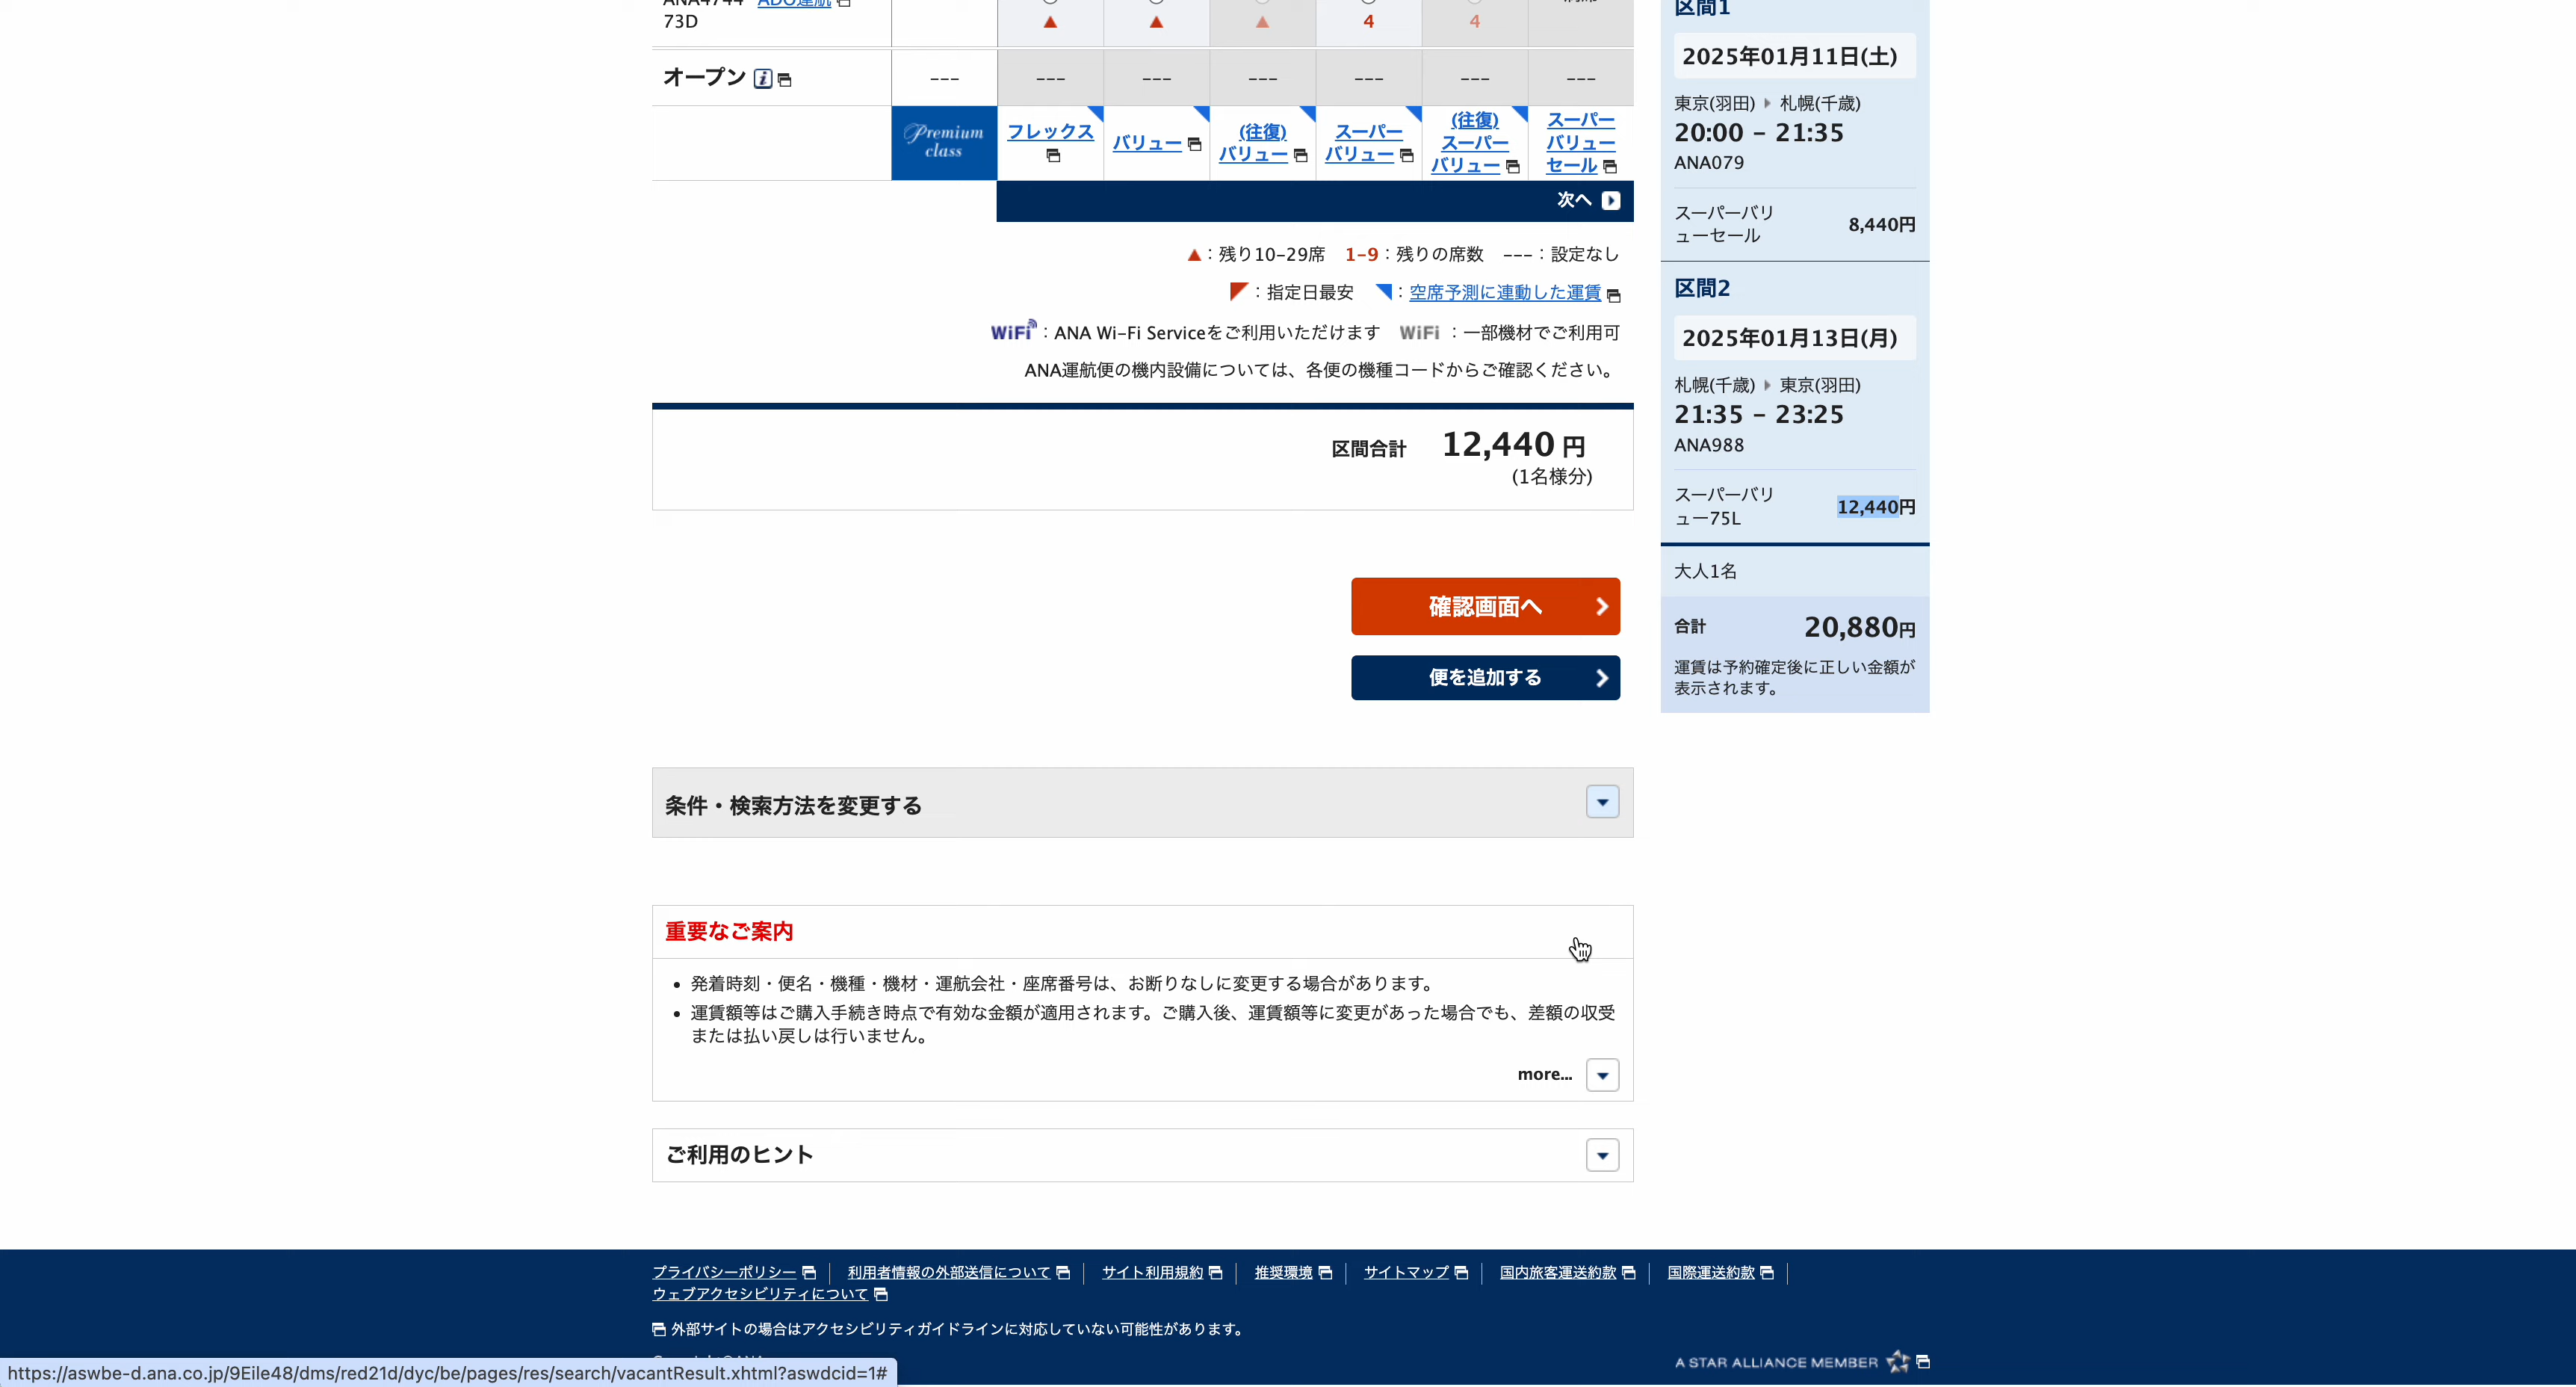 ANA4744 ADO運航
73D
4
4
オープン
---
---
---
---
---
---
---
Premium class
フレックス
バリュー
(往復)
バリュー
スーパー
バリュー
(往復)
スーパー
バリュー
スーパー
バリュー
セール
次へ
▲：残り10-29席 1-9：残りの席数 ---：設定なし
：指定日最安 ：空席予測に連動した運賃
WiFi：ANA Wi-Fi Serviceをご利用いただけます WiFi：一部機材でご利用可
ANA運航便の機内設備については、各便の機種コードからご確認ください。
区間合計 12,440 円
(1名様分)
確認画面へ
便を追加する
条件・検索方法を変更する
重要なご案内
• 発着時刻・便名・機種・機材・運航会社・座席番号は、お断りなしに変更する場合があります。
• 運賃額等はご購入手続き時点で有効な金額が適用されます。ご購入後、運賃額等に変更があった場合でも、差額の収受
または払い戻しは行いません。
more...
ご利用のヒント
区間1
2025年01月11日(土)
東京(羽田) 札幌(千歳)
20:00 - 21:35
ANA079
スーパーバリ
ューセール
8,440円
区間2
2025年01月13日(月)
札幌(千歳) 東京(羽田)
21:35 - 23:25
ANA988
スーパーバリ
ュー75L
12,440円
大人1名
合計 20,880円
運賃は予約確定後に正しい金額が
表示されます。
プライバシーポリシー 利用者情報の外部送信について サイト利用規約 推奨環境 サイトマップ 国内旅客運送約款 国際運送約款
ウェブアクセシビリティについて
外部サイトの場合はアクセシビリティガイドラインに対応していない可能性があります。
A STAR ALLIANCE MEMBER
https://aswbe-d.ana.co.jp/9Eile48/dms/red21d/dyc/be/pages/res/search/vacantResult.xhtml?aswdcid=1#